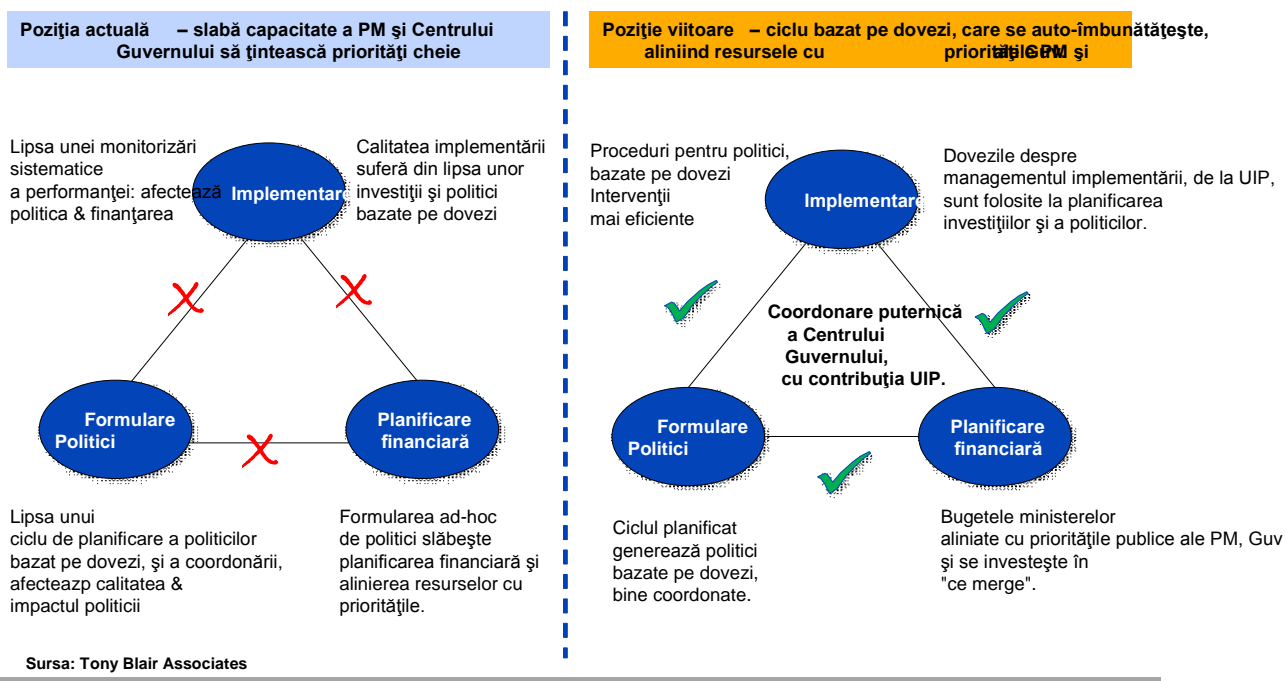 Poziţia actuală – slabă capacitate a PM şi Centrului
Guvernului să ţintească priorităţi cheie
Lipsa unei monitorizări
sistematice
a performanţei: afectează
politica & finanţarea
Implementare
Calitatea implementării
suferă din lipsa unor
investiţii şi politici
bazate pe dovezi
Formulare
Politici
Planificare
financiară
Lipsa unui
ciclu de planificare a politicilor
bazat pe dovezi, şi a coordonării,
afecteazp calitatea &
impactul politicii
Formularea ad-hoc
de politici slăbeşte
planificarea financiară şi
alinierea resurselor cu
priorităţile.
Sursa: Tony Blair Associates
Poziţie viitoare – ciclu bazat pe dovezi, care se auto-îmbunătăţeşte,
aliniind resursele cu priorităţile PM şi
Proceduri pentru politici,
bazate pe dovezi
Intervenţii
mai eficiente
Implementare
Dovezile despre
managementul implementării, de la UIP,
sunt folosite la planificarea
investiţiilor şi a politicilor.
Coordonare puternică
a Centrului
Guvernului,
cu contribuţia UIP.
Formulare
Politici
Planificare
financiară
Ciclul planificat
generează politici
bazate pe dovezi,
bine coordonate.
Bugetele ministerelor
aliniate cu priorităţile publice ale PM, Guv
şi se investeşte în
"ce merge".